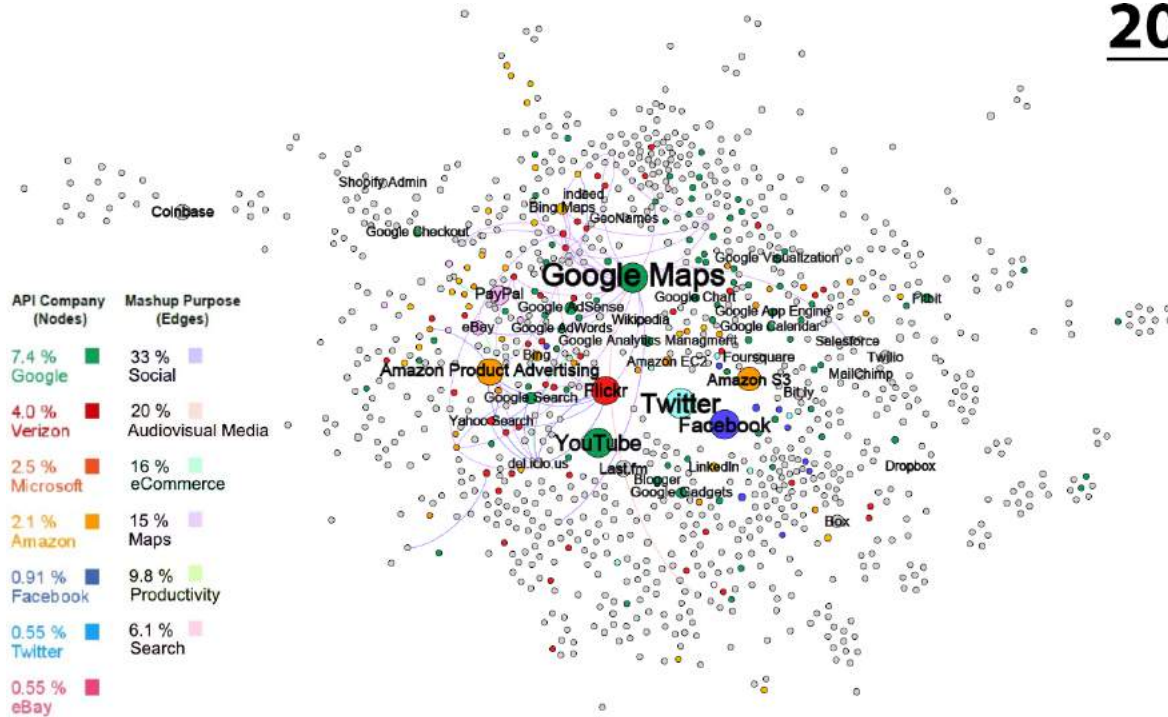 20
Shopify Admin
indeed
Coinbase
Bing Maps
GeoNames
Google Checkout
Google Visualization
Google Maps
PayPal
Google Chart
Fitbit
Google AdSense
Wikipedia
Google App Engine
eBay
Google AdWords
Google Calendar
Google Analytics Managment
Salesforce
Bing
Amazon EC2
Foursquare
Twilio
Amazon Product Advertising
MailChimp
Amazon S3
Flickr
Bit.ly
Google Search
Twitter
Yahoo Search
Facebook
YouTube
del.icio.us
Last.fm
LinkedIn
Dropbox
Blogger
Google Gadgets
Box
API Company
(Nodes)
Mashup Purpose
(Edges)
7.4 %
Google
33 %
Social
4.0 %
Verizon
20 %
Audiovisual Media
2.5 %
Microsoft
16 %
eCommerce
2.1 %
Amazon
15 %
Maps
0.91 %
Facebook
9.8 %
Productivity
0.55 %
Twitter
6.1 %
Search
0.55 %
eBay